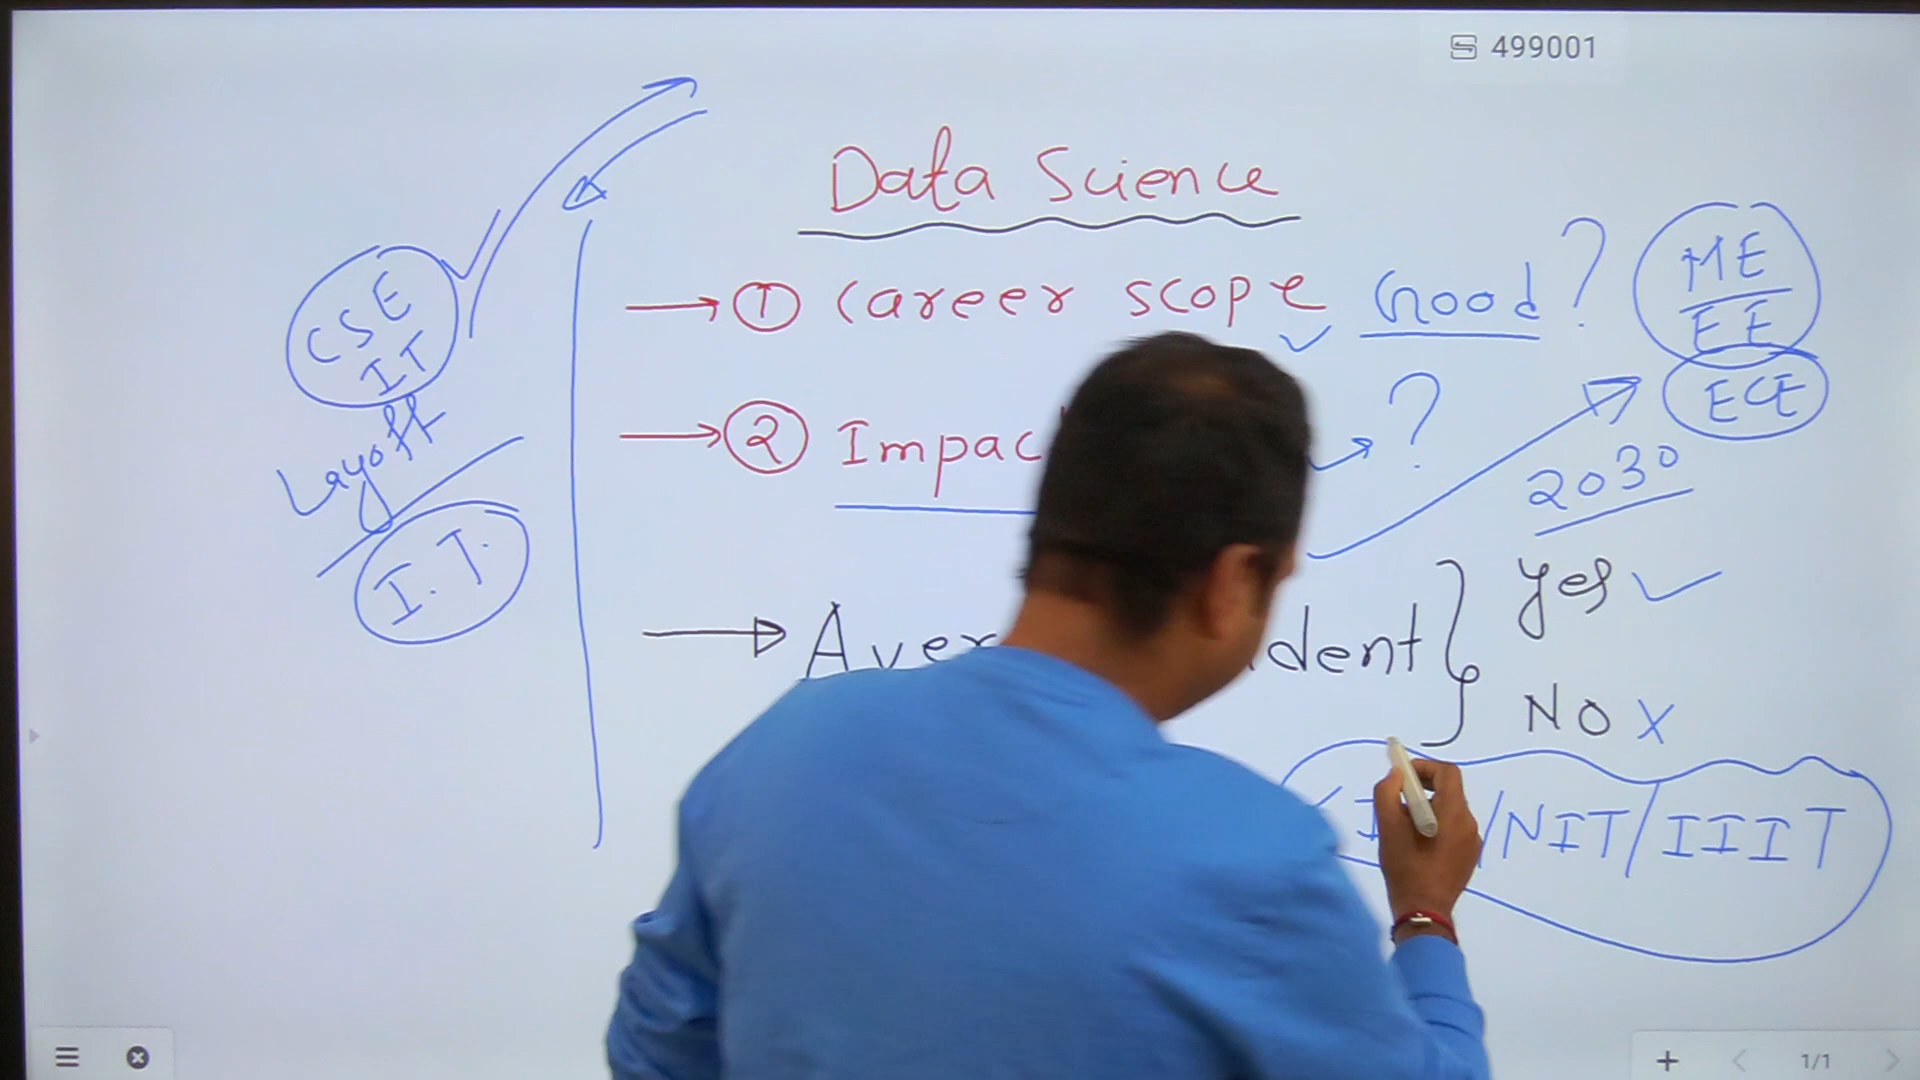 499001
Data Science
① Career scope Good ?
ME
EE
ECE
CSE
IT
Layoff
I.T.
② Impac ?
2030
Aver dent
Yes ✓
NO X
/NIT/IIIT
1/1